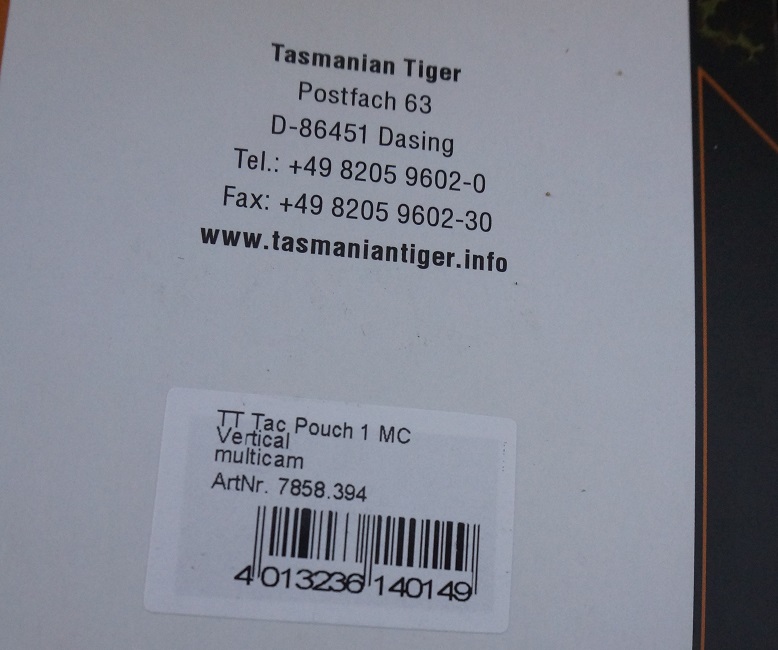 Tasmanian Tiger
Postfach 63
D-86451 Dasing
Tel.: +49 8205 9602-0
Fax: +49 8205 9602-30
www.tasmaniantiger.info
TT Tac Pouch 1 MC
Vertical
multicam
ArtNr. 7858.394
4 013236 140149